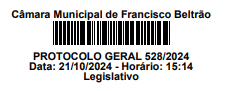 Câmara Municipal de Francisco Beltrão
PROTOCOLO GERAL 528/2024
Data: 21/10/2024 - Horário: 15:14
Legislativo